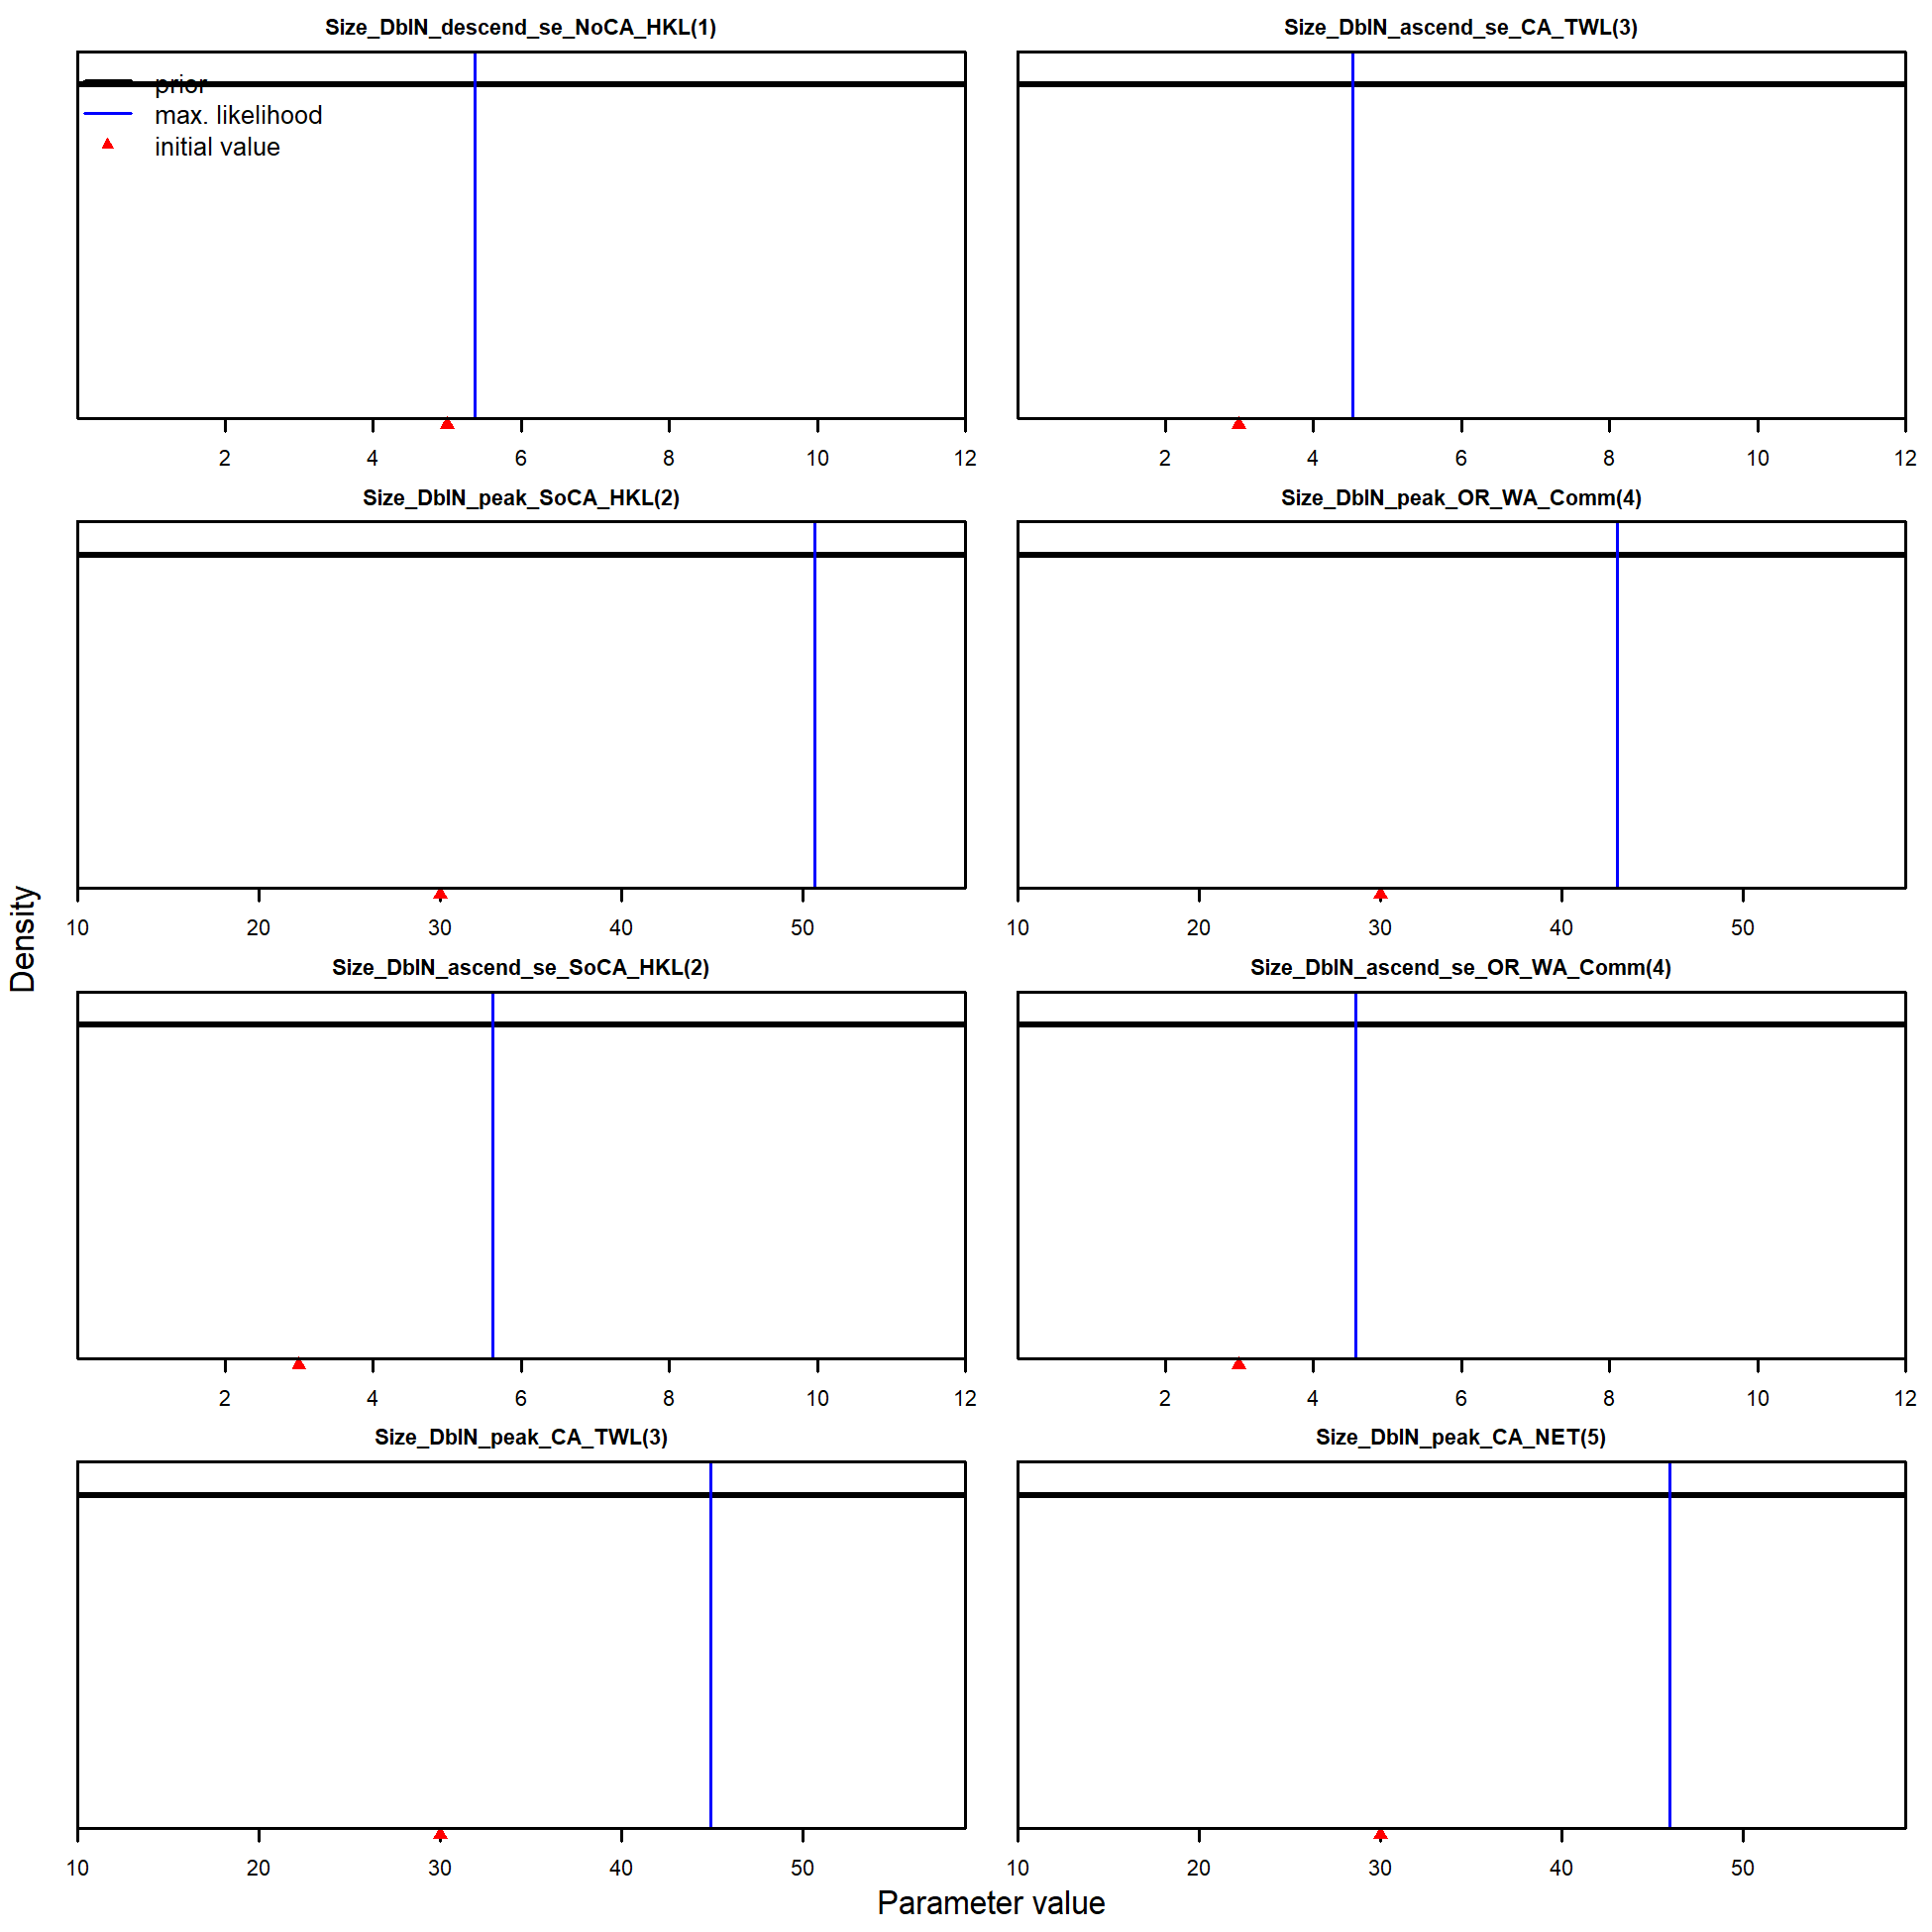 Size_DblN_descend_se_NoCA_HKL(1)
prior
max. likelihood
initial value
2 4 6 8 10 12
Size_DblN_ascend_se_CA_TWL(3)
2 4 6 8 10 12
Size_DblN_peak_SoCA_HKL(2)
10 20 30 40 50
Size_DblN_peak_OR_WA_Comm(4)
10 20 30 40 50
Size_DblN_ascend_se_SoCA_HKL(2)
2 4 6 8 10 12
Size_DblN_ascend_se_OR_WA_Comm(4)
2 4 6 8 10 12
Size_DblN_peak_CA_TWL(3)
10 20 30 40 50
Size_DblN_peak_CA_NET(5)
10 20 30 40 50
Density
Parameter value